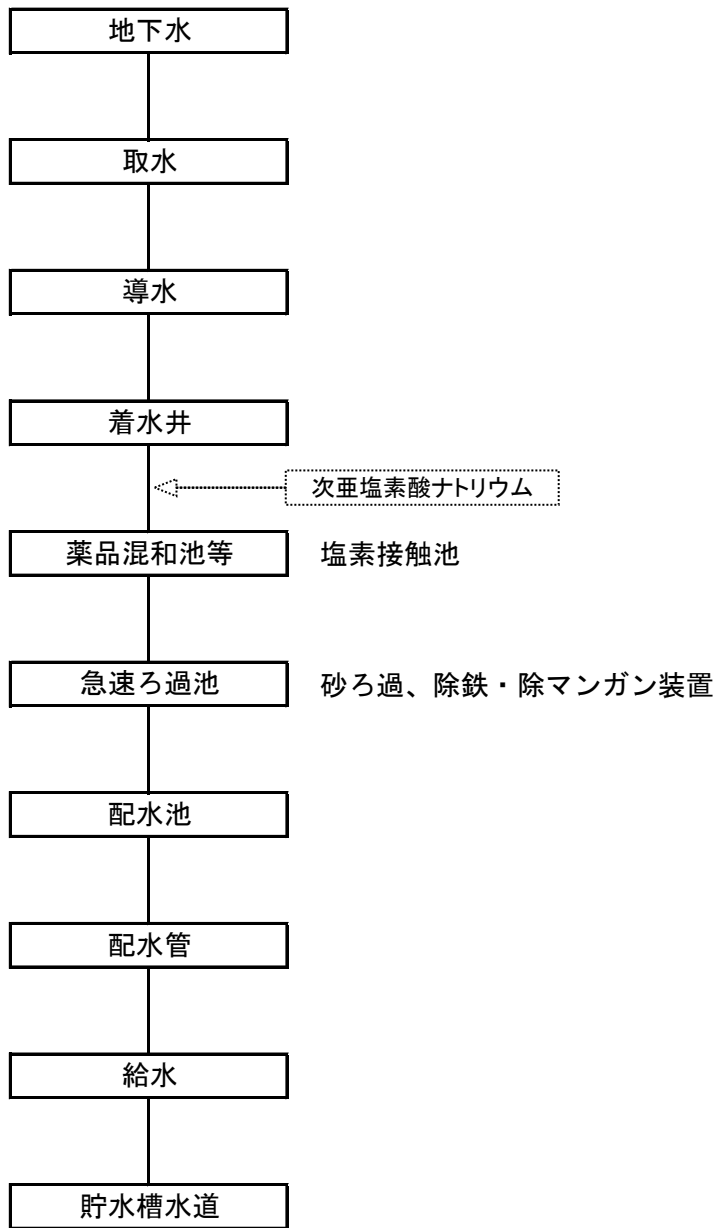 地下水
取水
導水
着水井
次亜塩素酸ナトリウム
薬品混和池等 塩素接触池
急速ろ過池 砂ろ過、除鉄・除マンガン装置
配水池
配水管
給水
貯水槽水道